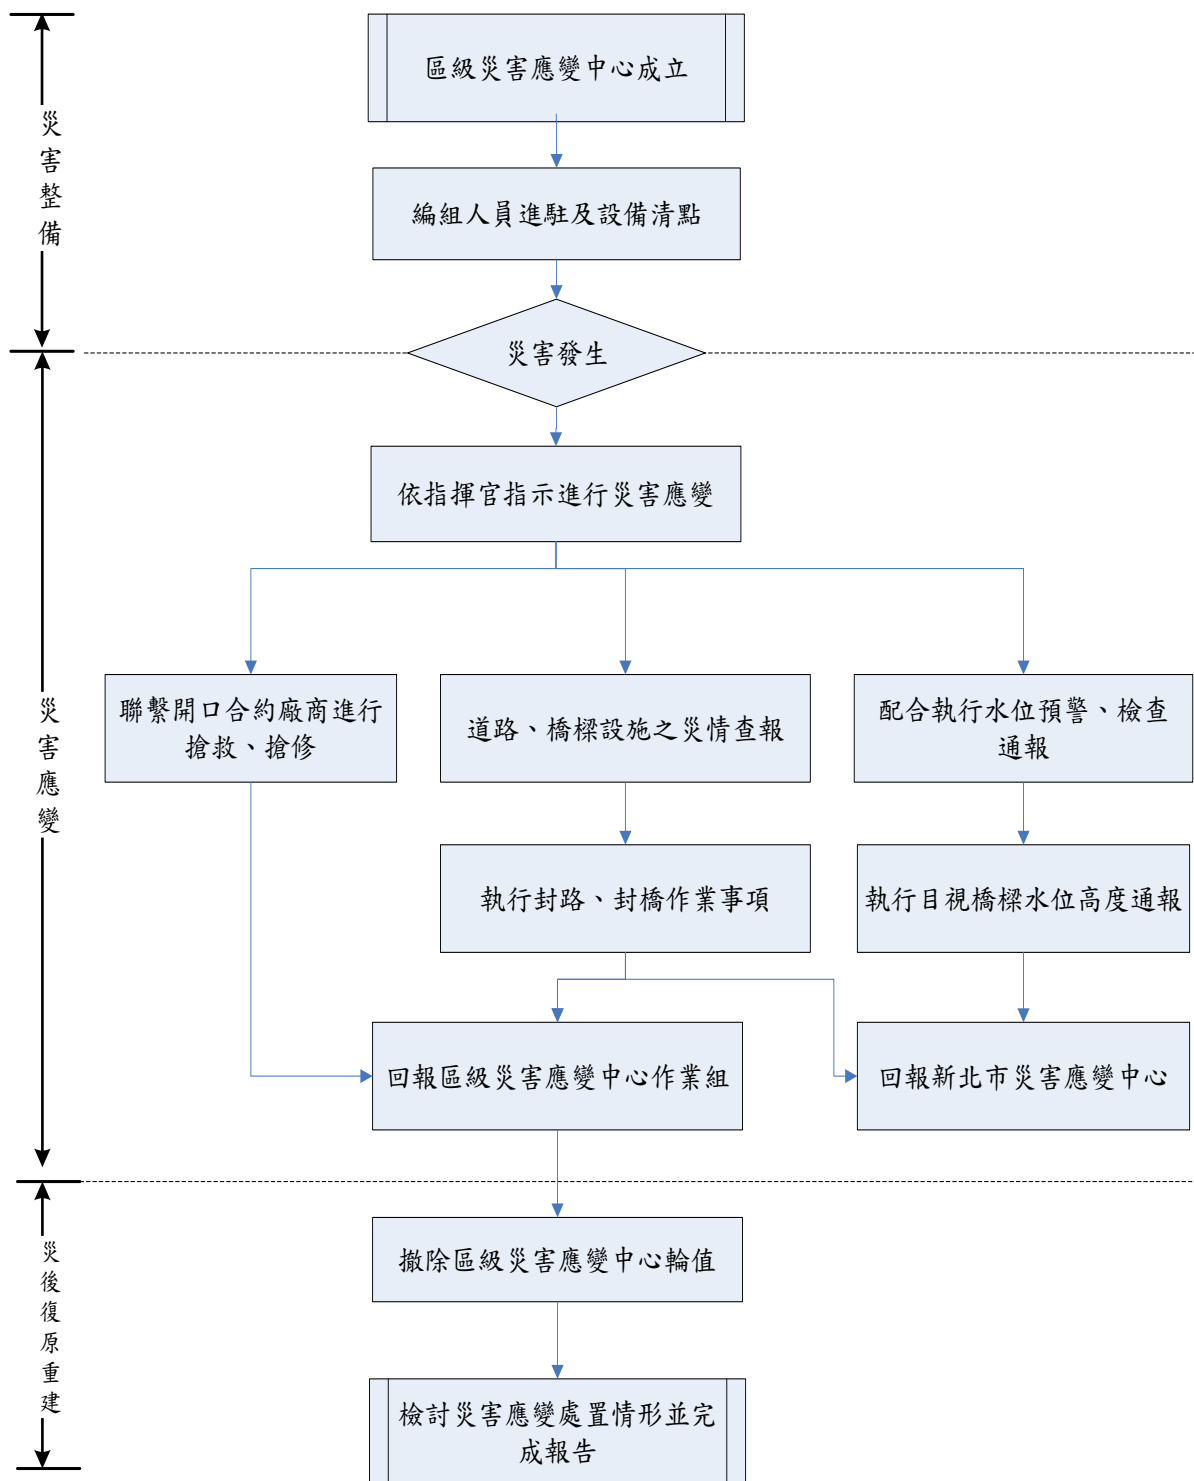 區級災害應變中心成立
災害整備
編組人員進駐及設備清點
災害發生
依指揮官指示進行災害應變
災害應變
聯繫開口合約廠商進行
搶救、搶修
道路、橋樑設施之災情查報
配合執行水位預警、檢查
通報
執行封路、封橋作業事項
執行目視橋樑水位高度通報
回報區級災害應變中心作業組
回報新北市災害應變中心
災後復原重建
撤除區級災害應變中心輪值
檢討災害應變處置情形並完
成報告